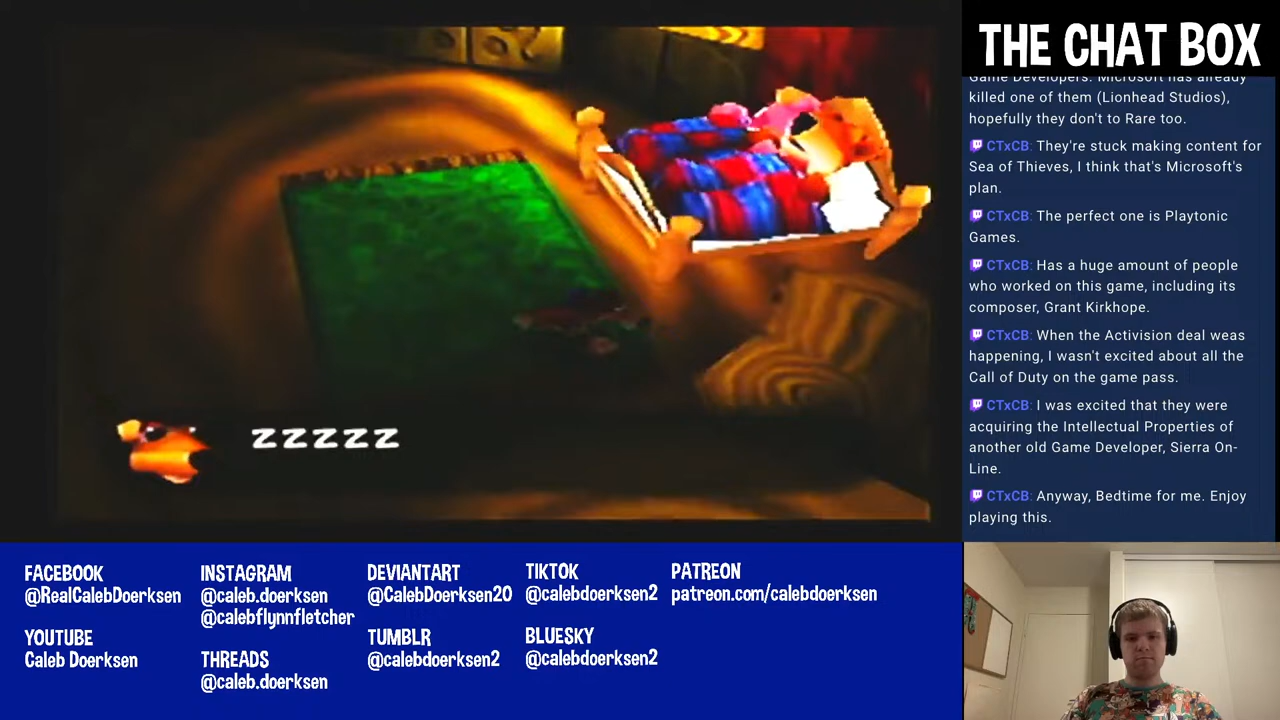 THE CHAT BOX
Game Developers. Microsoft has already
killed one of them (Lionhead Studios),
hopefully they don't to Rare too.
CTxCB: They're stuck making content for
Sea of Thieves, I think that's Microsoft's
plan.
CTxCB: The perfect one is Playtonic
Games.
CTxCB: Has a huge amount of people
who worked on this game, including its
composer, Grant Kirkhope.
CTxCB: When the Activision deal weas
happening, I wasn't excited about all the
Call of Duty on the game pass.
CTxCB: I was excited that they were
acquiring the Intellectual Properties of
another old Game Developer, Sierra On-
Line.
CTxCB: Anyway, Bedtime for me. Enjoy
playing this.
ZZZZZ
FACEBOOK
@RealCalebDoerksen
YOUTUBE
Caleb Doerksen
INSTAGRAM
@caleb.doerksen
@calebflynnfletcher
THREADS
@caleb.doerksen
DEVIANTART
@CalebDoerksen20
TUMBLR
@calebdoerksen2
TIKTOK
@calebdoerksen2
BLUESKY
@calebdoerksen2
PATREON
patreon.com/calebdoerksen